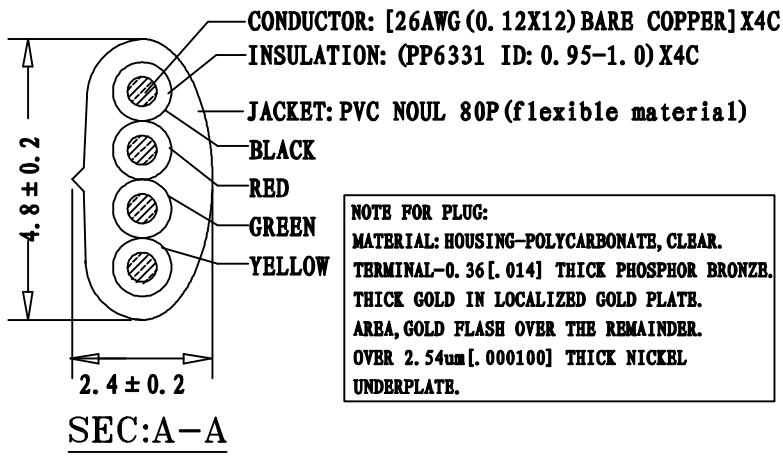 CONDUCTOR: [26AWG(0.12X12)BARE COPPER]X4C
INSULATION: (PP6331 ID:0.95-1.0)X4C
JACKET:PVC NOUL 80P(flexible material)
BLACK
RED
GREEN
YELLOW
4.8±0.2
2.4±0.2
SEC:A-A
NOTE FOR PLUG:
MATERIAL:HOUSING-POLYCARBONATE,CLEAR.
TERMINAL-0.36[.014] THICK PHOSPHOR BRONZE.
THICK GOLD IN LOCALIZED GOLD PLATE.
AREA,GOLD FLASH OVER THE REMAINDER.
OVER 2.54um[.000100] THICK NICKEL
UNDERPLATE.